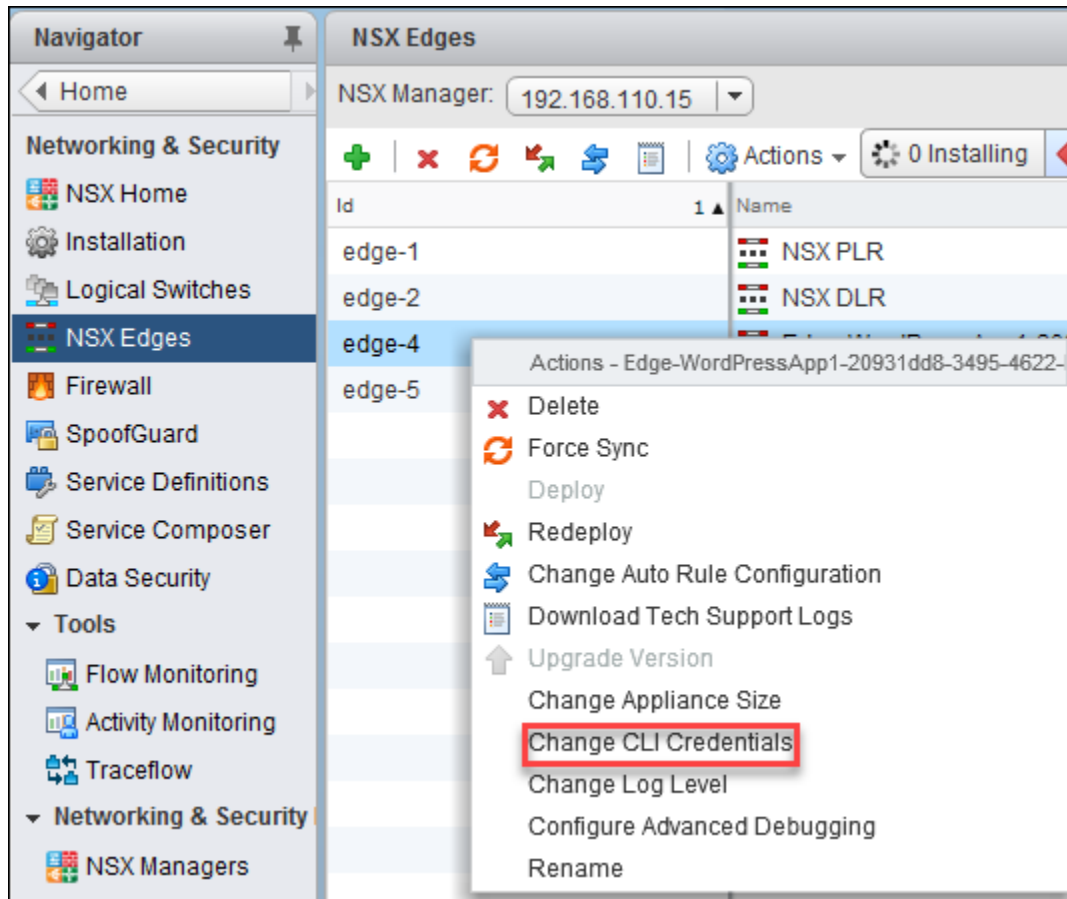 Navigator
NSX Edges
Home
NSX Manager: 192.168.110.15
Networking & Security
Actions
0 Installing
NSX Home
Id
1
Name
Installation
edge-1
NSX PLR
Logical Switches
edge-2
NSX DLR
NSX Edges
edge-4
Firewall
edge-5
Actions - Edge-WordPressApp1-20931dd8-3495-4622-
Delete
SpoofGuard
Force Sync
Service Definitions
Deploy
Service Composer
Redeploy
Data Security
Change Auto Rule Configuration
Tools
Download Tech Support Logs
Flow Monitoring
Upgrade Version
Activity Monitoring
Change Appliance Size
Traceflow
Change CLI Credentials
Networking & Security
Change Log Level
Configure Advanced Debugging
NSX Managers
Rename